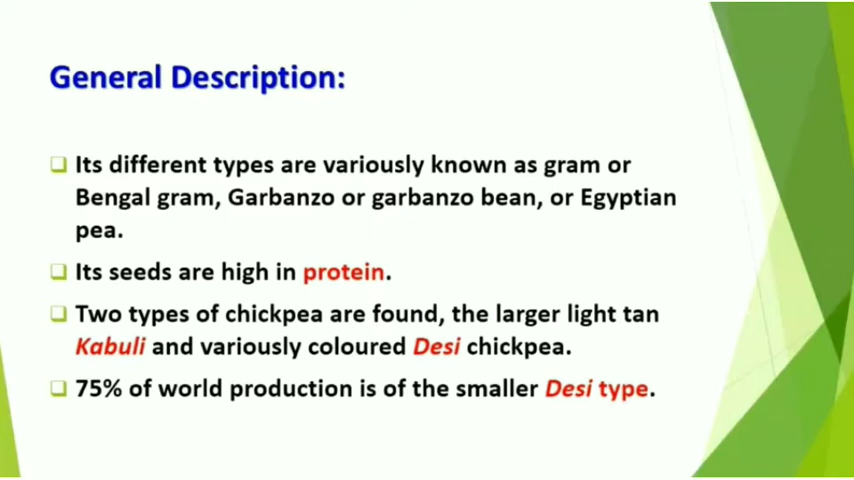 General Description:
Its different types are variously known as gram or
Bengal gram, Garbanzo or garbanzo bean, or Egyptian
pea.
Its seeds are high in protein.
Two types of chickpea are found, the larger light tan
Kabuli and variously coloured Desi chickpea.
75% of world production is of the smaller Desi type.